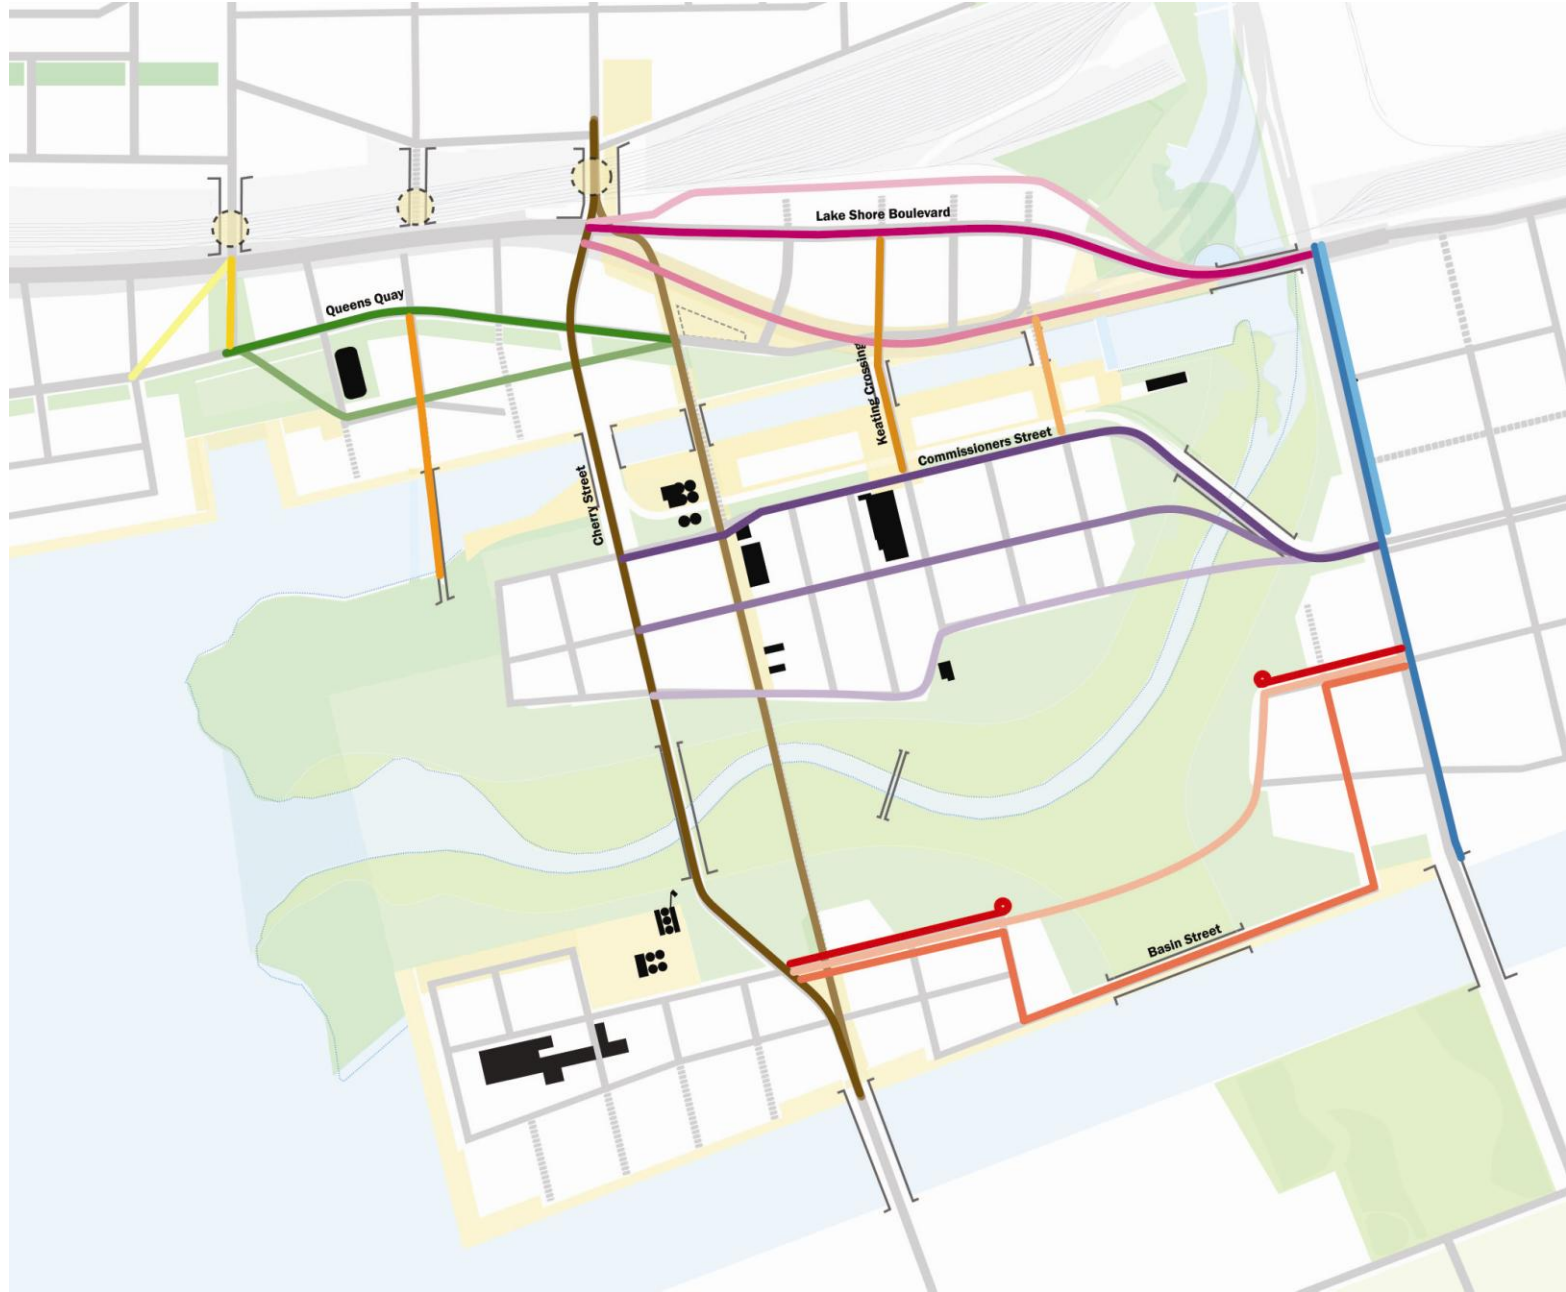 Lake Shore Boulevard
Queens Quay
Keating Crossing
Commissioners Street
Cherry Street
Basin Street